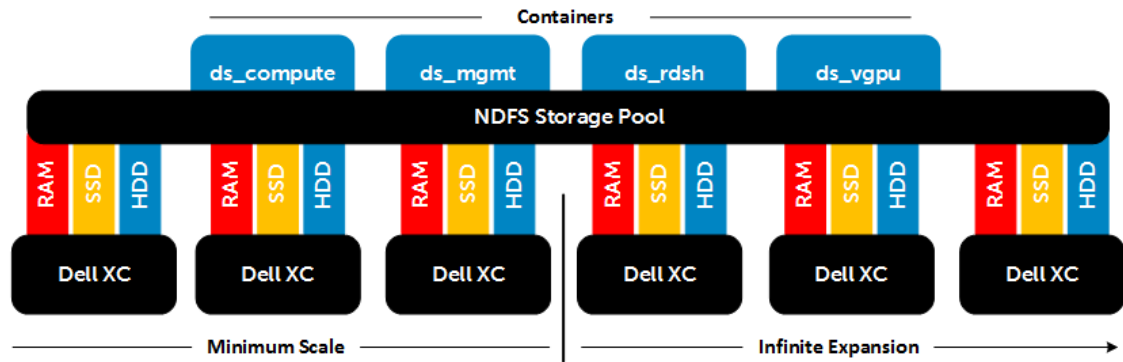 Containers
ds_compute ds_mgmt ds_rdsh ds_vgpu
NDFS Storage Pool
RAM SSD HDD RAM SSD HDD RAM SSD HDD RAM SSD HDD RAM SSD HDD RAM SSD HDD
Dell XC Dell XC Dell XC Dell XC Dell XC Dell XC
Minimum Scale Infinite Expansion